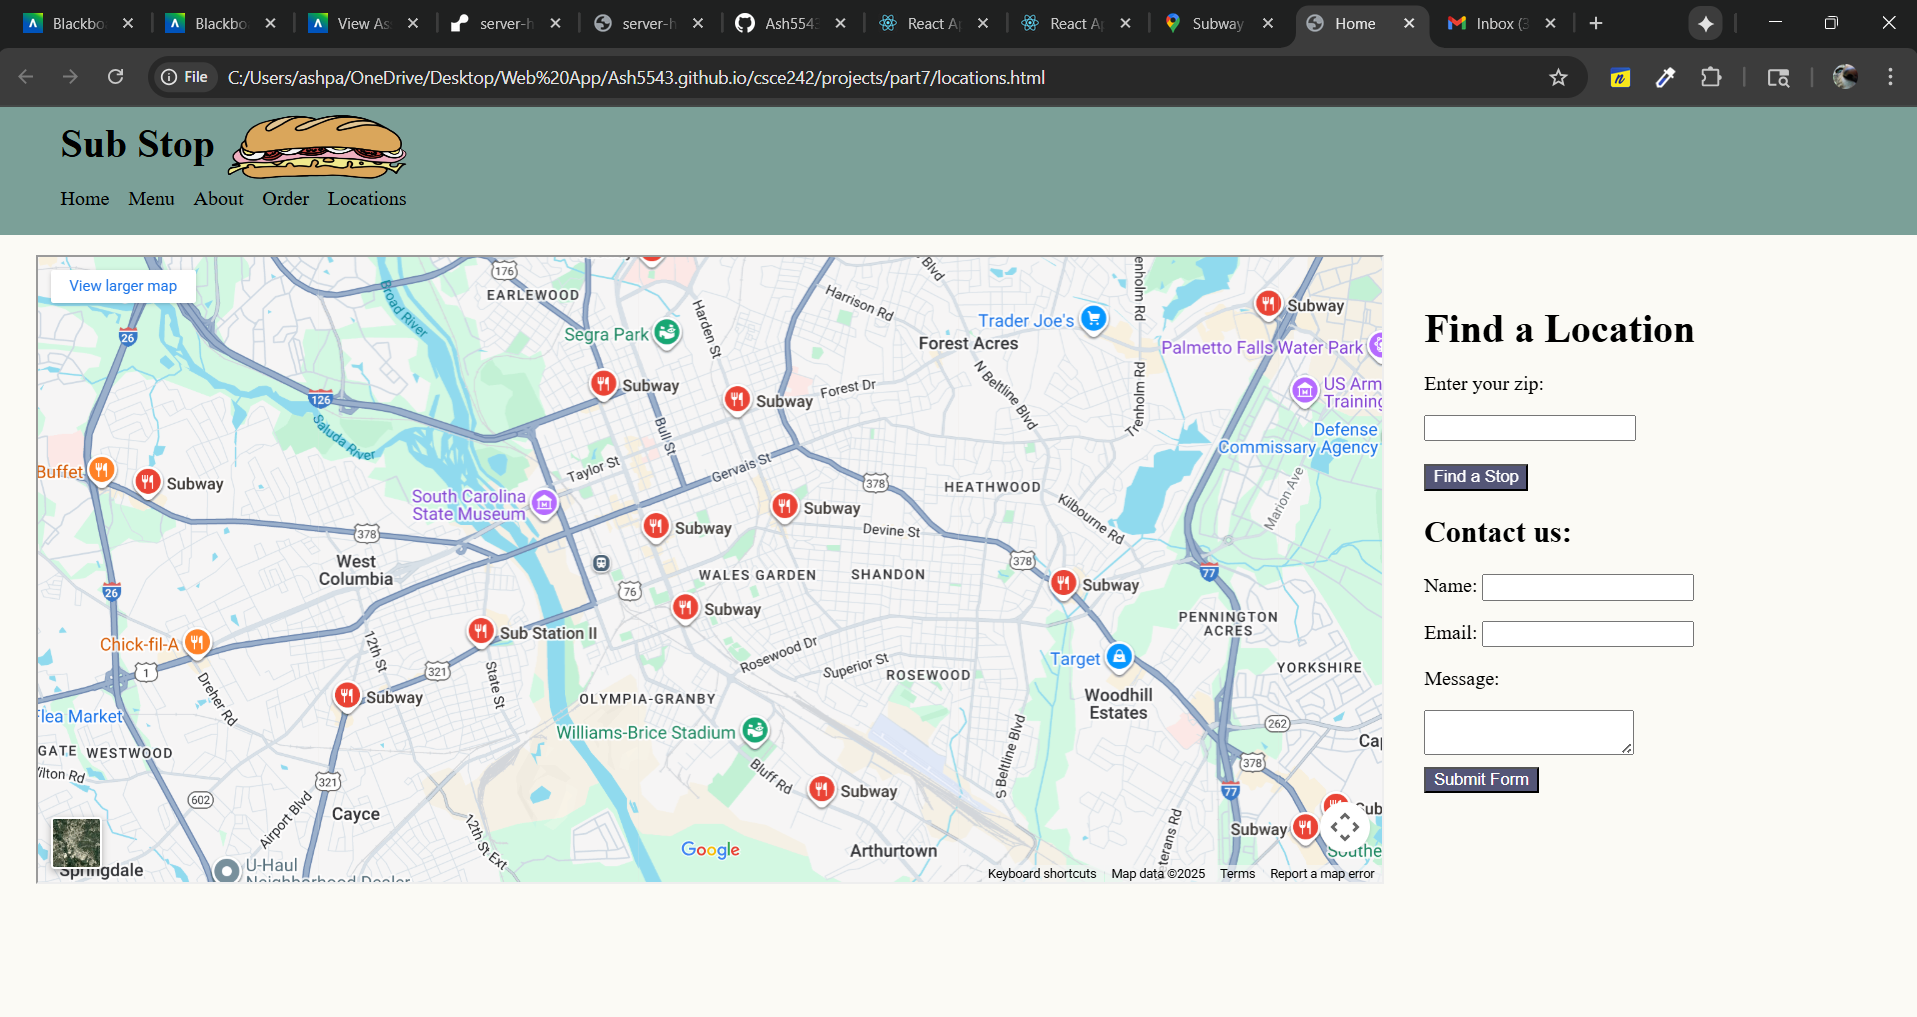 Blackbo
Blackbo
View As
server-h
server-h
Ash554
React A
React A
Subway
Home
Inbox (3
File
C:/Users/ashpa/OneDrive/Desktop/Web%20App/Ash5543.github.io/csce242/projects/part7/locations.html
Sub Stop
Home Menu About Order Locations
View larger map
176
EARLEWOOD
Broad River
Harden St
Harrison Rd
Blvd
enholm Rd
Trader Joe's
Subway
26
Segra Park
Forest Acres
Palmetto Falls Water Park
126
Subway
Subway
Forest Dr
N Beltline Blvd
Trenholm Rd
US Arm
Training
Saluda River
Bull St
Defense
Commissary Agency
Buffet
Subway
Taylor St
Gervais St
378
HEATHWOOD
Marion Ave
South Carolina
State Museum
Subway
Subway
Devine St
Kilbourne Rd
378
West
Columbia
WALES GARDEN
SHANDON
378
77
Subway
26
76
Subway
PENNINGTON
ACRES
Chick-fil-A
12th St
Sub Station II
Rosewood Dr
Superior St
Target
YORKSHIRE
1
Dreher Rd
321
State St
ROSEWOOD
Subway
OLYMPIA-GRANBY
Woodhill
Estates
Flea Market
Williams-Brice Stadium
262
GATE
WESTWOOD
Bluff Rd
S Beltline Blvd
Cap
ilton Rd
321
Subway
378
77
602
Airport Blvd
Cayce
12th St Ext
Sub
Subway
Springdale
U-Haul
Neighborhood Dealer
Google
Arthurtown
terans Rd
Southe
Keyboard shortcuts
Map data ©2025
Terms
Report a map error
Find a Location
Enter your zip:
Find a Stop
Contact us:
Name:
Email:
Message:
Submit Form